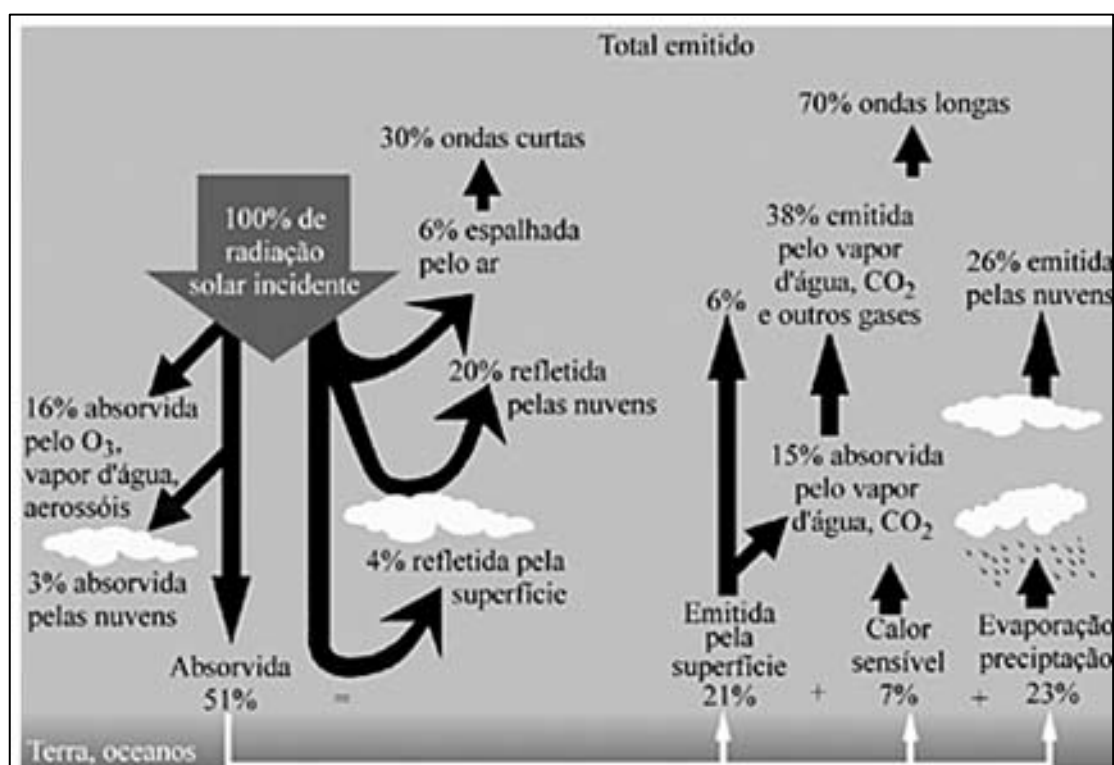 Total emitido
70% ondas longas
30% ondas curtas
100% de
radiação
solar incidente
6% espalhada
pelo ar
38% emitida
pelo vapor
d'água, CO₂
e outros gases
26% emitida
pelas nuvens
6%
20% refletida
pelas nuvens
16% absorvida
pelo O₃,
vapor d'água,
aerossóis
15% absorvida
pelo vapor
d'água, CO₂
3% absorvida
pelas nuvens
4% refletida pela
superfície
Absorvida
51%
=
Emitida
pela
superfície
21%
+
Calor
sensível
7%
+
Evaporação
preciptação
23%
Terra, oceanos